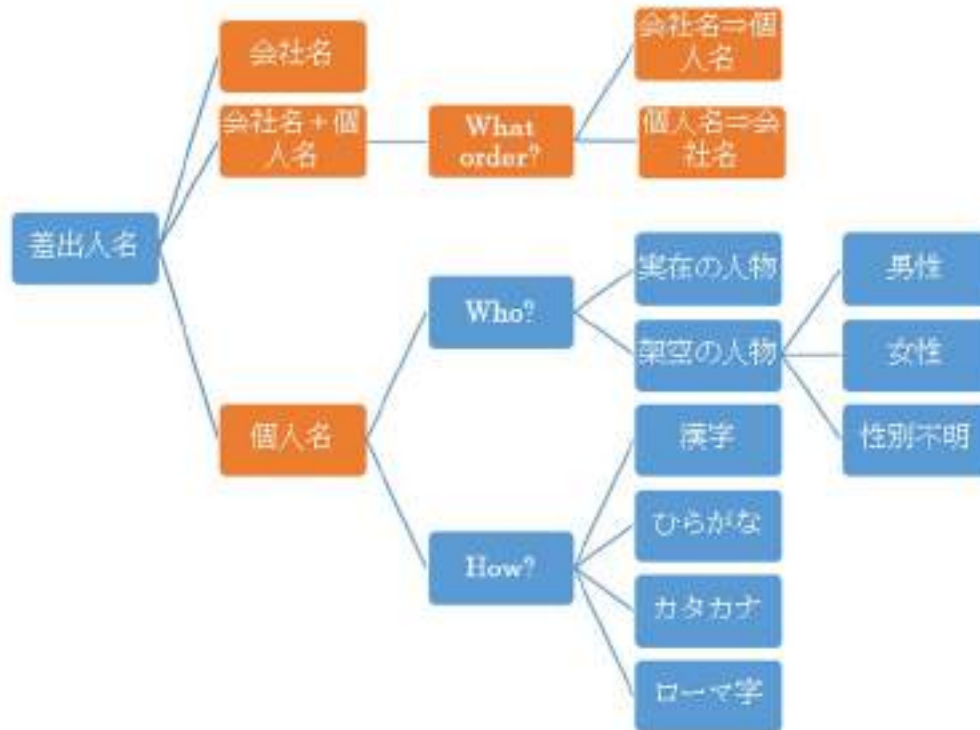 会社名
会社名＋個
人名
What
order?
会社名⇒個
人名
個人名⇒会
社名
差出人名
個人名
Who?
実在の人物
架空の人物
男性
女性
性別不明
How?
漢字
ひらがな
カタカナ
ローマ字